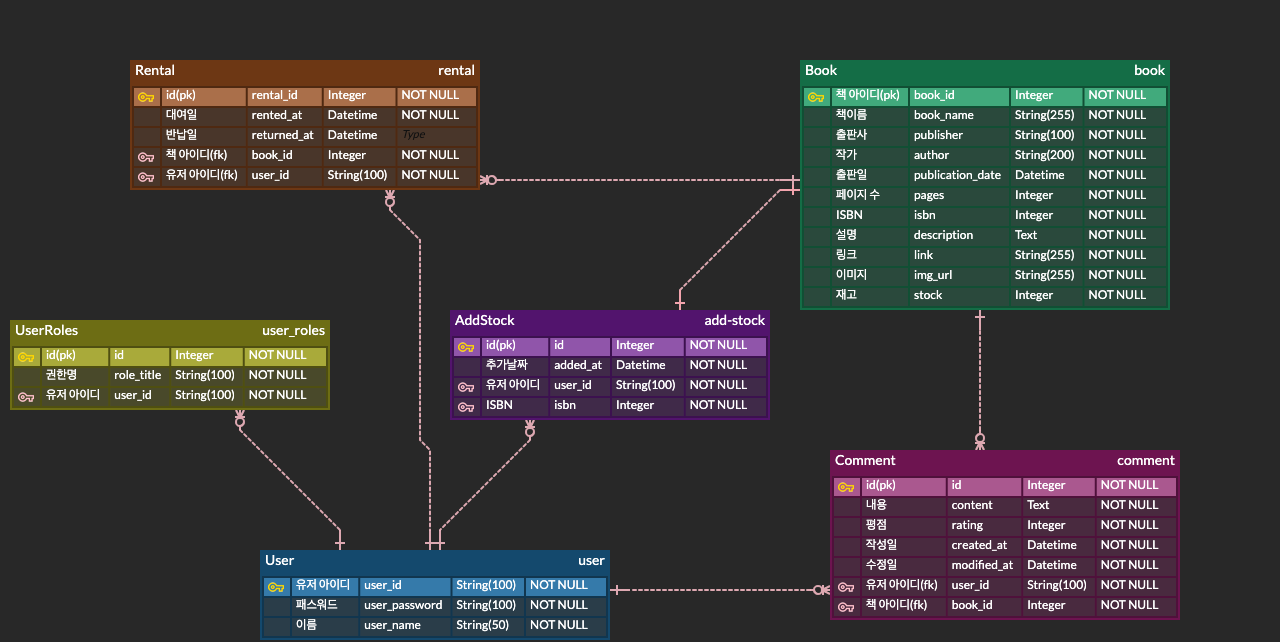 Rental rental
id(pk) rental_id Integer NOT NULL
대여일 rented_at Datetime NOT NULL
반납일 returned_at Datetime Type
책 아이디(fk) book_id Integer NOT NULL
유저 아이디(fk) user_id String(100) NOT NULL
Book book
책 아이디(pk) book_id Integer NOT NULL
책이름 book_name String(255) NOT NULL
출판사 publisher String(100) NOT NULL
작가 author String(200) NOT NULL
출판일 publication_date Datetime NOT NULL
페이지 수 pages Integer NOT NULL
ISBN isbn Integer NOT NULL
설명 description Text NOT NULL
링크 link String(255) NOT NULL
이미지 img_url String(255) NOT NULL
재고 stock Integer NOT NULL
UserRoles user_roles
id(pk) id Integer NOT NULL
권한명 role_title String(100) NOT NULL
유저 아이디 user_id String(100) NOT NULL
AddStock add-stock
id(pk) id Integer NOT NULL
추가날짜 added_at Datetime NOT NULL
유저 아이디 user_id String(100) NOT NULL
ISBN isbn Integer NOT NULL
Comment comment
id(pk) id Integer NOT NULL
내용 content Text NOT NULL
평점 rating Integer NOT NULL
작성일 created_at Datetime NOT NULL
수정일 modified_at Datetime NOT NULL
유저 아이디(fk) user_id String(100) NOT NULL
책 아이디(fk) book_id Integer NOT NULL
User user
유저 아이디 user_id String(100) NOT NULL
패스워드 user_password String(100) NOT NULL
이름 user_name String(50) NOT NULL